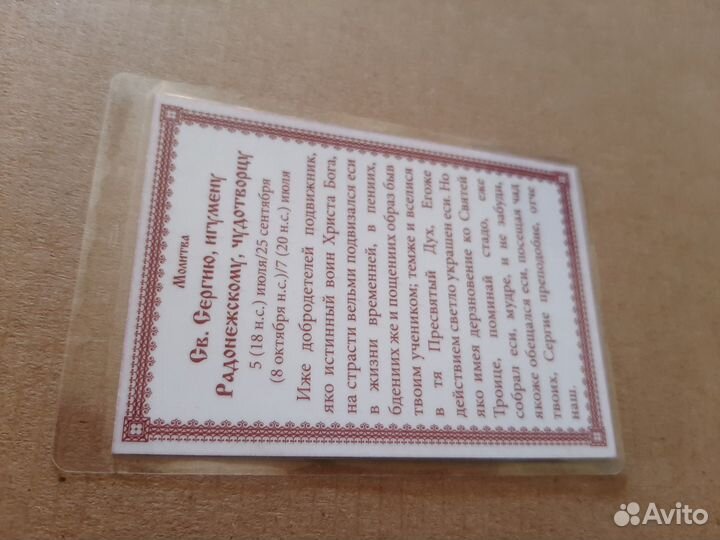 Молитва
Св. Сергию, игумену
Радонежскому, чудотворцу
5 (18 н.с.) июля/25 сентября
(8 октября н.с.)/7 (20 н.с.) июля
Иже добродетелей подвижник,
яко истинный воин Христа Бога,
на страсти вельми подвизался еси
в жизни временней, в пениих,
бдениих же и пощениих образ быв
твоим учеником; темже и вселися
в тя Пресвятый Дух, Егоже
действием светло украшен еси. Но
яко имея дерзновение ко Святей
Троице, поминай стадо, еже
собрал еси, мудре, и не забуди,
якоже обещался еси, посещая чад
твоих, Сергие преподобне, отче
наш.
Avito